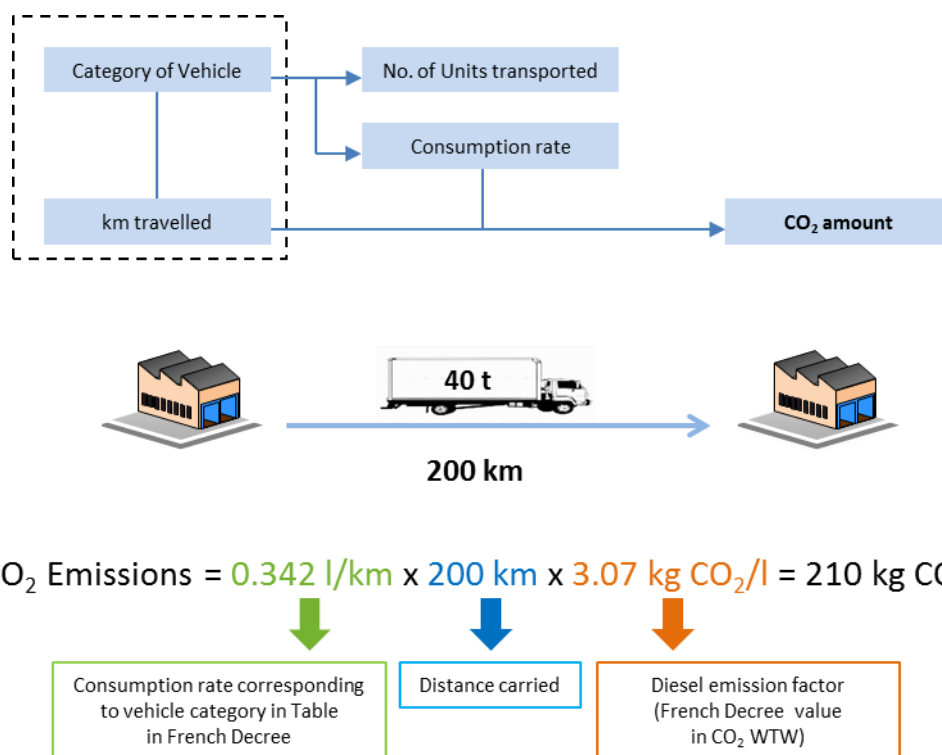 Category of Vehicle
No. of Units transported
Consumption rate
km travelled
CO₂ amount
40 t
200 km
O₂ Emissions = 0.342 l/km x 200 km x 3.07 kg CO₂/l = 210 kg CO
Consumption rate corresponding
to vehicle category in Table
in French Decree
Distance carried
Diesel emission factor
(French Decree value
in CO₂ WTW)